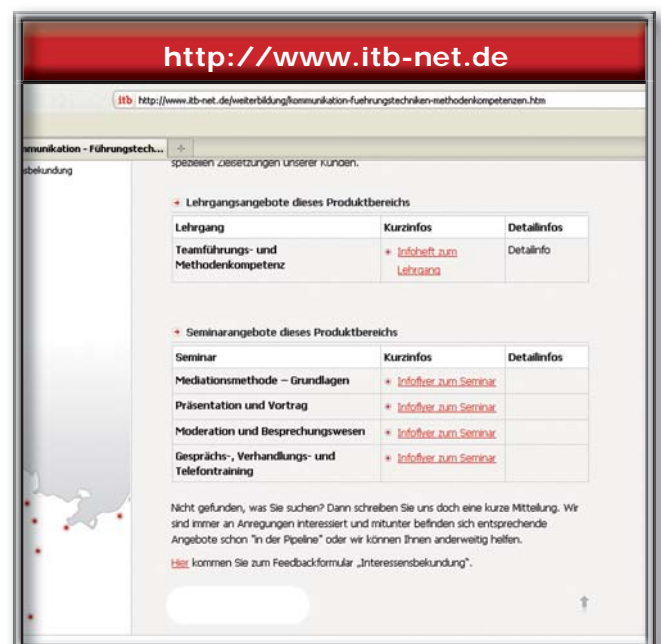 http://www.itb-net.de
itb http://www.itb-net.de/weiterbildung/kommunikation-fuehrungstechniken-methodenkompetenzen.htm
mmunikation - Führungstech...
sbekundung
speziellen Zielsetzungen unserer Kunden.
Lehrgangsangebote dieses Produktbereichs
Lehrgang Kurzinfos Detailinfos
Teamführungs- und Methodenkompetenz Infoheft zum Lehrgang Detailinfo
Seminarangebote dieses Produktbereichs
Seminar Kurzinfos Detailinfos
Mediationsmethode – Grundlagen Infoflyer zum Seminar
Präsentation und Vortrag Infoflyer zum Seminar
Moderation und Besprechungswesen Infoflyer zum Seminar
Gesprächs-, Verhandlungs- und Telefontraining Infoflyer zum Seminar
Nicht gefunden, was Sie suchen? Dann schreiben Sie uns doch eine kurze Mitteilung. Wir
sind immer an Anregungen interessiert und mitunter befinden sich entsprechende
Angebote schon "in der Pipeline" oder wir können Ihnen anderweitig helfen.
Hier kommen Sie zum Feedbackformular „Interessensbekundung“.